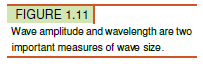 FIGURE 1.11
Wave amplitude and wavelength are two
important measures of wave size.